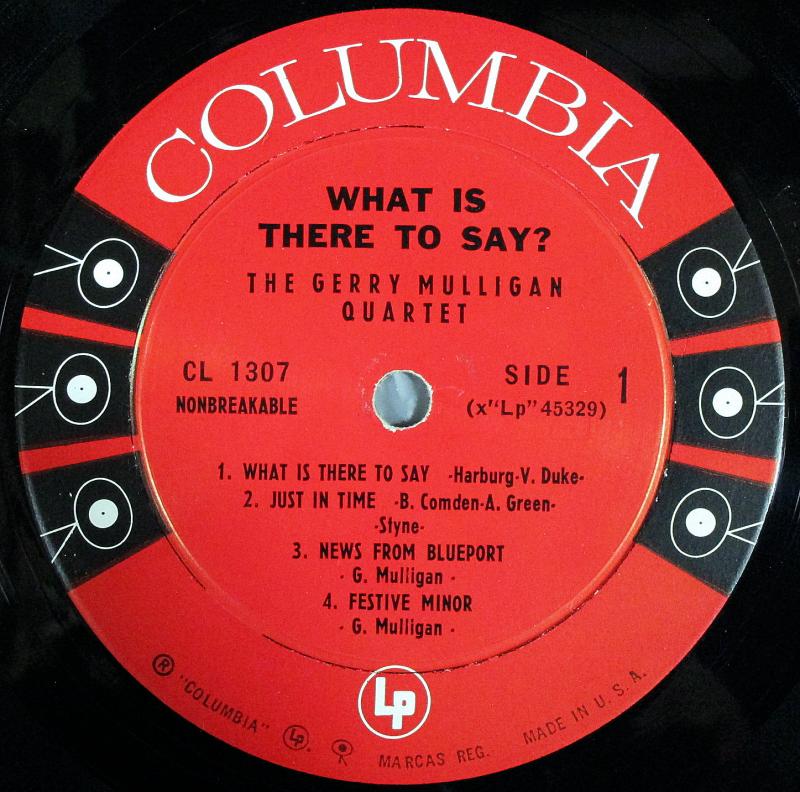 COLUMBIA
WHAT IS
THERE TO SAY?
THE GERRY MULLIGAN
QUARTET
CL 1307
NONBREAKABLE
SIDE 1
(x"Lp" 45329)
1. WHAT IS THERE TO SAY -Harburg-V. Duke-
2. JUST IN TIME -B. Comden-A. Green-
-Styne-
3. NEWS FROM BLUEPORT
- G. Mulligan -
4. FESTIVE MINOR
- G. Mulligan -
Lp
® "COLUMBIA" Lp ® MARCAS REG. MADE IN U.S.A.